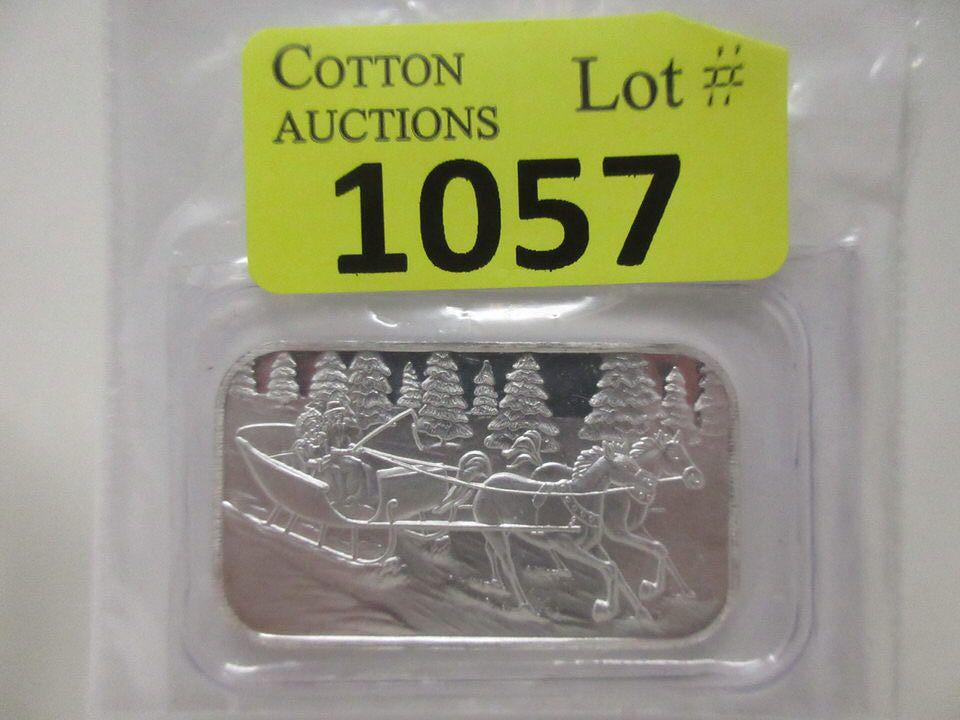 COTTON
AUCTIONS
Lot #
1057